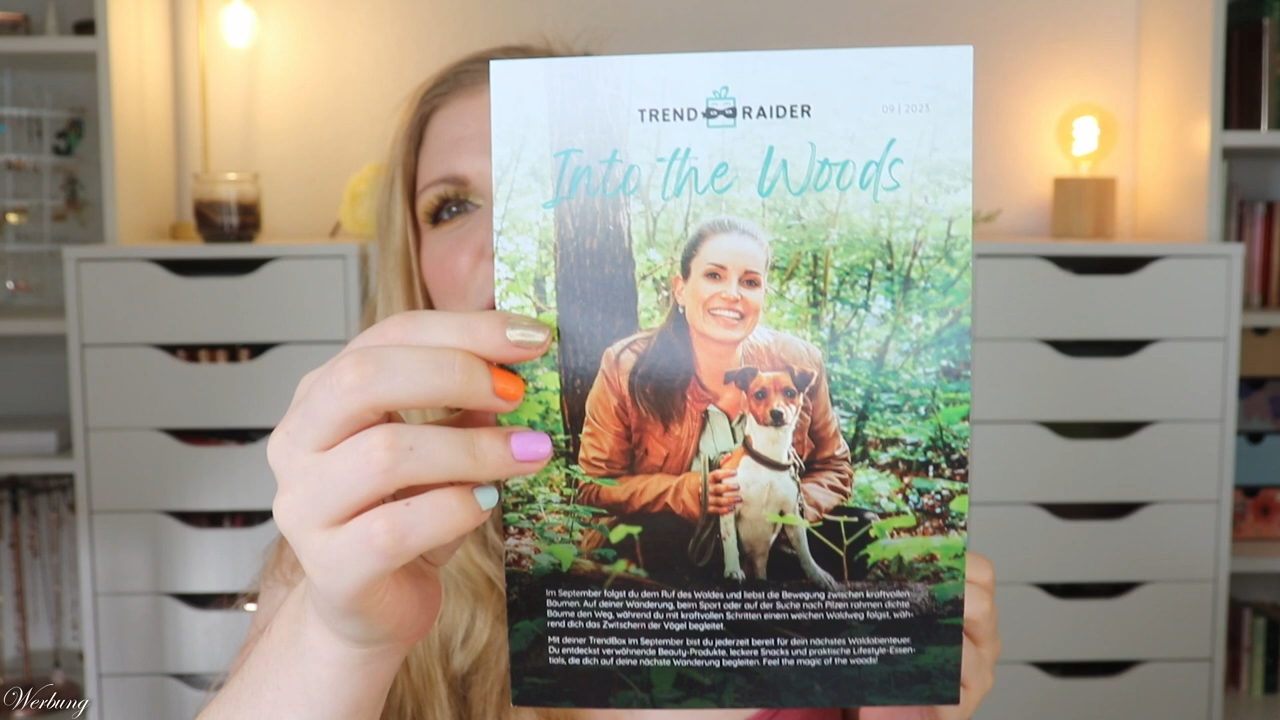 TREND RAIDER
09 | 2023
Into the Woods
Im September folgst du dem Ruf des Waldes und liebst die Bewegung zwischen kraftvollen
Bäumen. Auf deiner Wanderung, beim Sport oder auf der Suche nach Pilzen rahmen dichte
Bäume den Weg, während du mit kraftvollen Schritten einem weichen Waldweg folgst, wäh-
rend dich das Zwitschern der Vögel begleitet.
Mit deiner TrendBox im September bist du jederzeit bereit für dein nächstes Waldabenteuer.
Du entdeckst verwöhnende Beauty-Produkte, leckere Snacks und praktische Lifestyle-Essen-
tials, die dich auf deine nächste Wanderung begleiten. Feel the magic of the woods!
Werbung